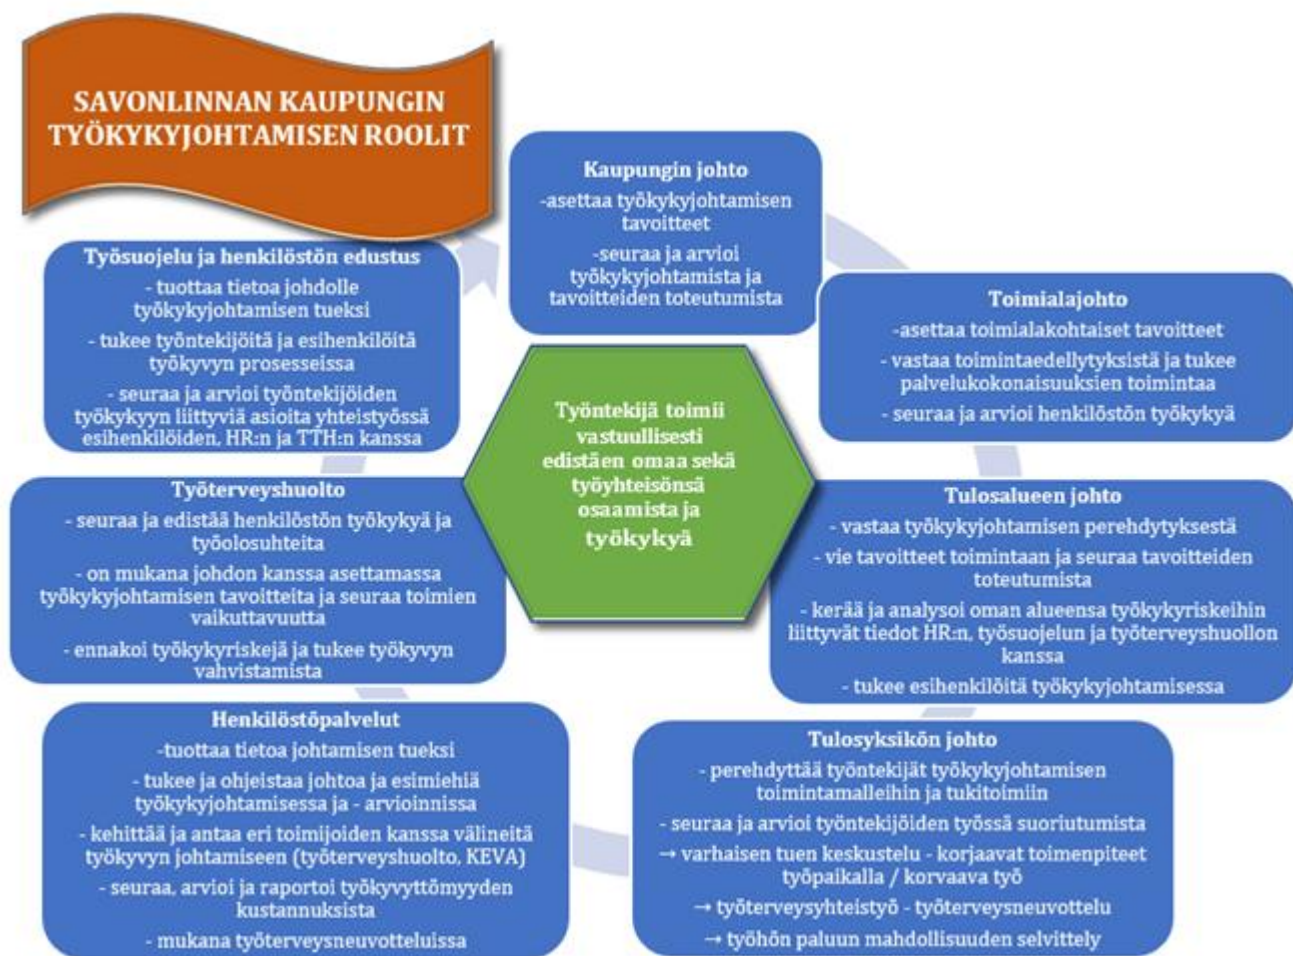 SAVONLINNAN KAUPUNGIN
TYÖKYKYJOHTAMISEN ROOLIT
Kaupungin johto
-asettaa työkykyjohtamisen
tavoitteet
-seuraa ja arvioi
työkykyjohtamista ja
tavoitteiden toteutumista
Toimialajohto
-asettaa toimialakohtaiset tavoitteet
- vastaa toimintaedellytyksistä ja tukee
palvelukokonaisuuksien toimintaa
- seuraa ja arvioi henkilöstön työkykyä
Tulosalueen johto
- vastaa työkykyjohtamisen perehdytyksestä
- vie tavoitteet toimintaan ja seuraa tavoitteiden
toteutumista
- kerää ja analysoi oman alueensa työkykyriskeihin
liittyvät tiedot HR:n, työsuojelun ja työterveyshuollon
kanssa
- tukee esihenkilöitä työkykyjohtamisessa
Tulosyksikön johto
- perehdyttää työntekijät työkykyjohtamisen
toimintamalleihin ja tukitoimiin
- seuraa ja arvioi työntekijöiden työssä suoriutumista
→ varhaisen tuen keskustelu - korjaavat toimenpiteet
työpaikalla / korvaava työ
→ työterveysyhteistyö - työterveysneuvottelu
→ työhön paluun mahdollisuuden selvittely
Henkilöstöpalvelut
-tuottaa tietoa johtamisen tueksi
- tukee ja ohjeistaa johtoa ja esimiehiä
työkykyjohtamisessa ja - arvioinnissa
- kehittää ja antaa eri toimijoiden kanssa välineitä
työkyvyn johtamiseen (työterveyshuolto, KEVA)
- seuraa, arvioi ja raportoi työkyvyttömyyden
kustannuksista
- mukana työterveysneuvotteluissa
Työterveyshuolto
- seuraa ja edistää henkilöstön työkykyä ja
työolosuhteita
- on mukana johdon kanssa asettamassa
työkykyjohtamisen tavoitteita ja seuraa toimien
vaikuttavuutta
- ennakoi työkykyriskejä ja tukee työkyvyn
vahvistamista
Työsuojelu ja henkilöstön edustus
- tuottaa tietoa johdolle
työkykyjohtamisen tueksi
- tukee työntekijöitä ja esihenkilöitä
työkyvyn prosesseissa
- seuraa ja arvioi työntekijöiden
työkykyyn liittyviä asioita yhteistyössä
esihenkilöiden, HR:n ja TTH:n kanssa
Työntekijä toimii
vastuullisesti
edistäen omaa sekä
työyhteisönsä
osaamista ja
työkykyä